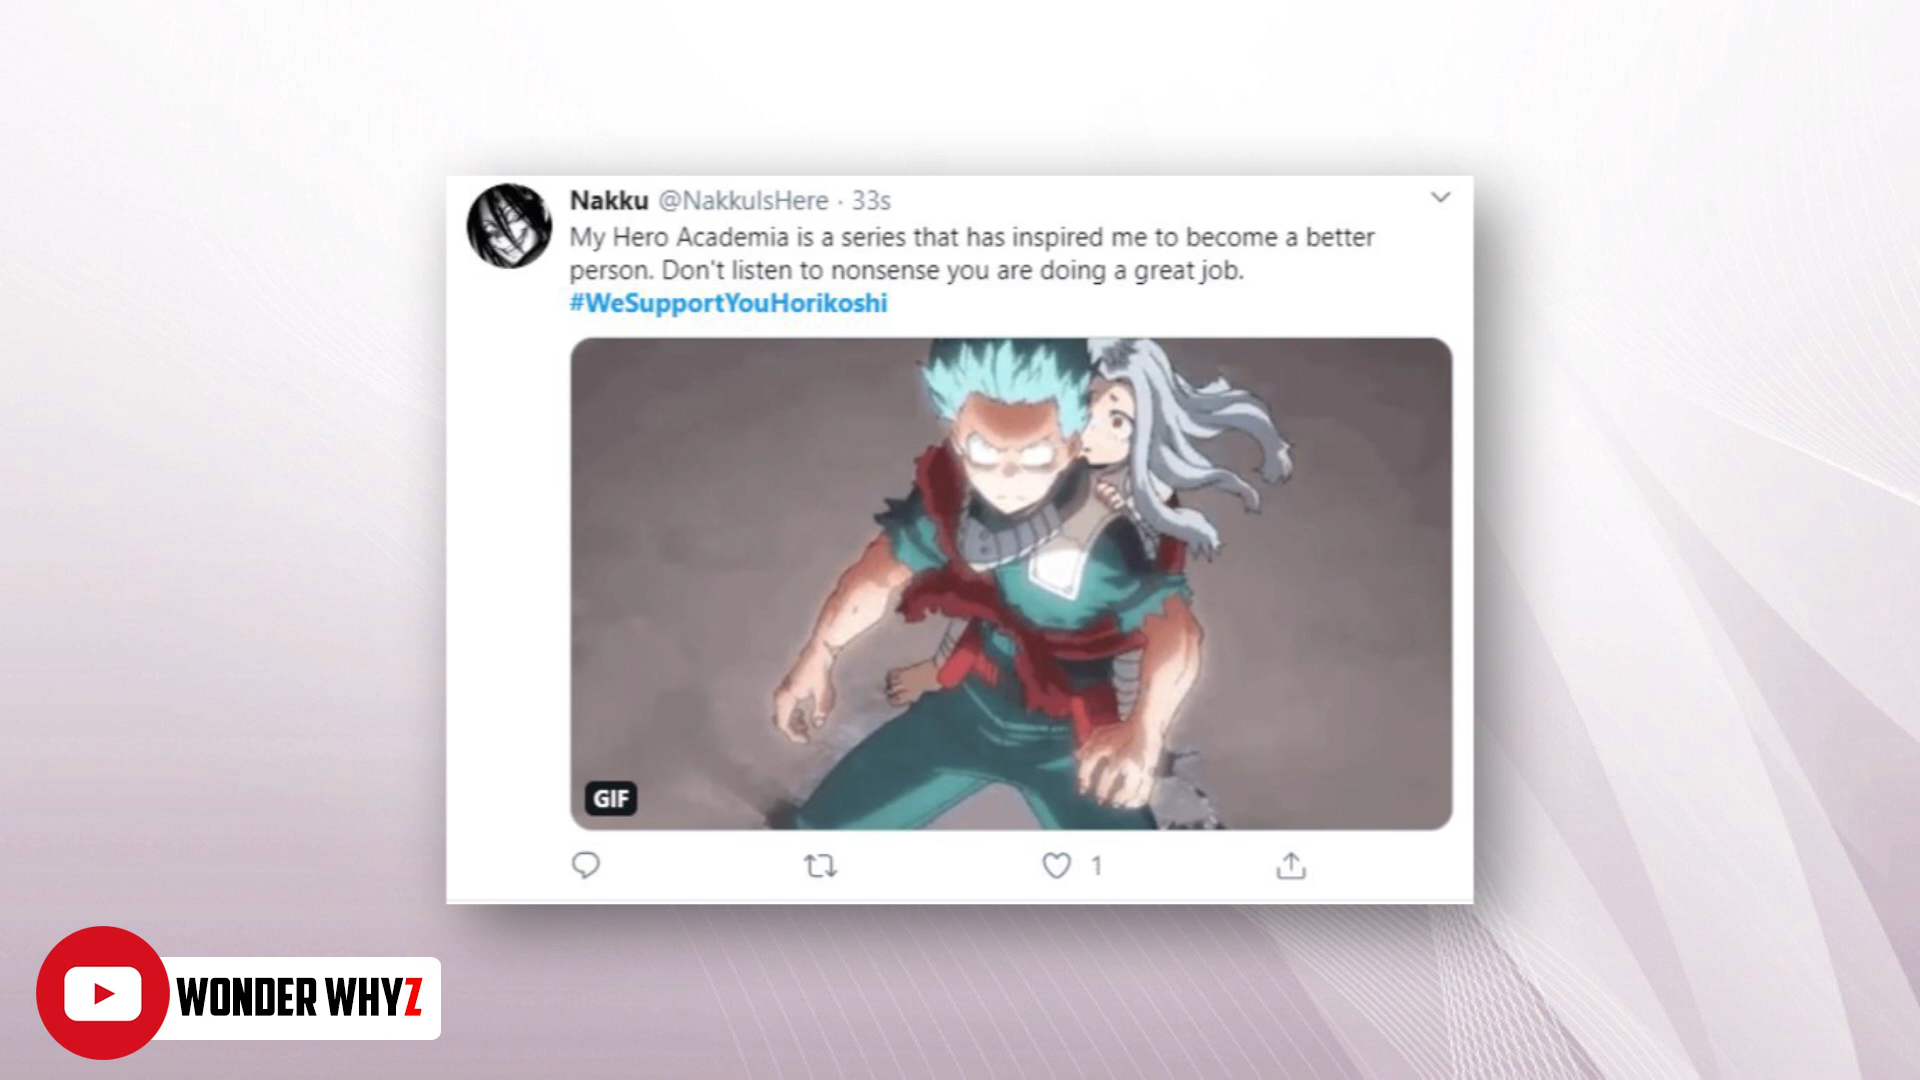 Nakku @NakkuIsHere · 33s
My Hero Academia is a series that has inspired me to become a better
person. Don't listen to nonsense you are doing a great job.
#WeSupportYouHorikoshi
GIF
1
WONDER WHYZ